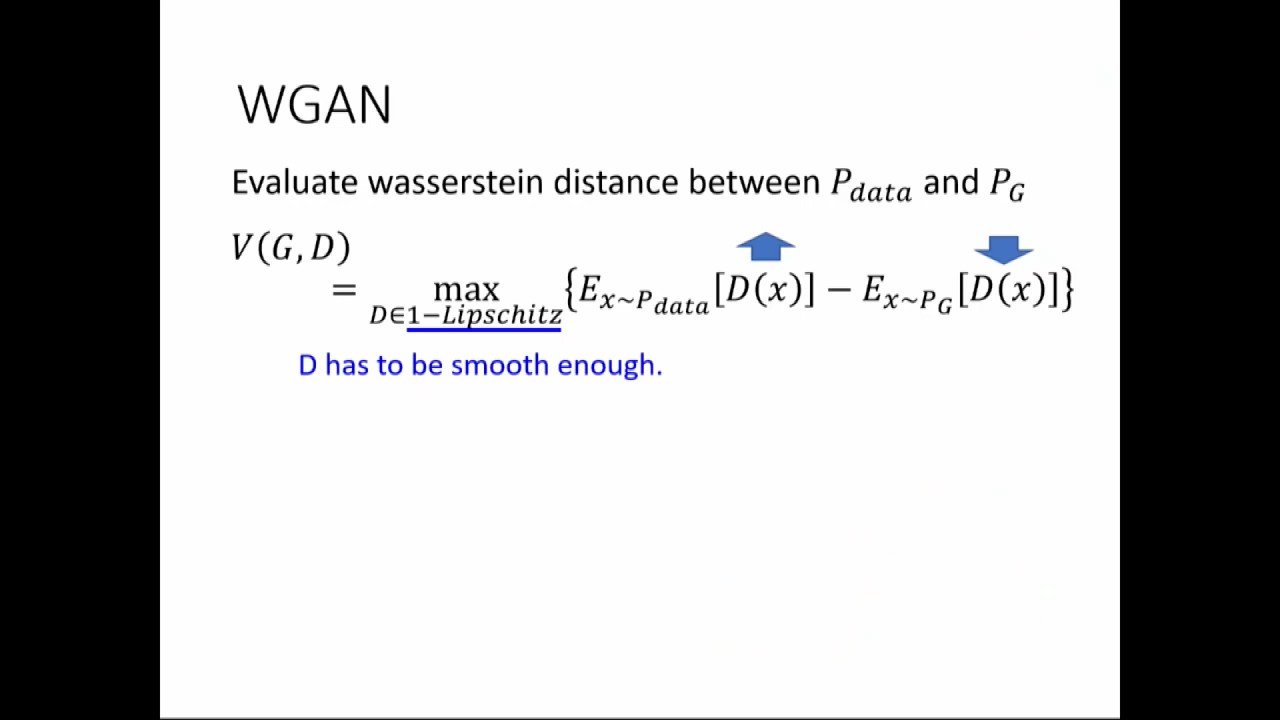 WGAN
Evaluate wasserstein distance between P_data and P_G
V(G, D)
= max_{D∈1−Lipschitz} {E_{x~P_data}[D(x)] − E_{x~P_G}[D(x)]}
D has to be smooth enough.